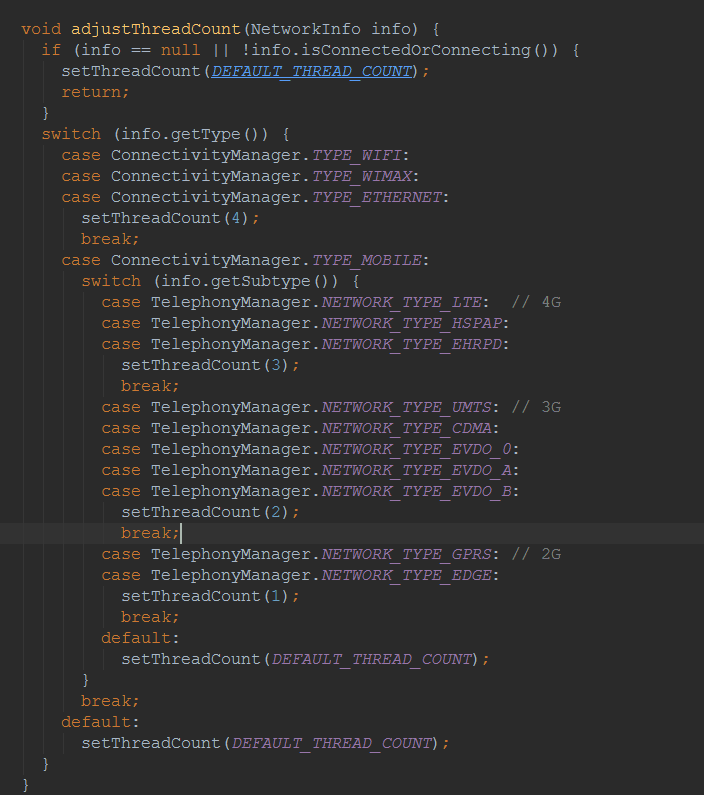 void adjustThreadCount(NetworkInfo info) {
  if (info == null || !info.isConnectedOrConnecting()) {
    setThreadCount(DEFAULT_THREAD_COUNT);
    return;
  }
  switch (info.getType()) {
    case ConnectivityManager.TYPE_WIFI:
    case ConnectivityManager.TYPE_WIMAX:
    case ConnectivityManager.TYPE_ETHERNET:
      setThreadCount(4);
      break;
    case ConnectivityManager.TYPE_MOBILE:
      switch (info.getSubtype()) {
        case TelephonyManager.NETWORK_TYPE_LTE:  // 4G
        case TelephonyManager.NETWORK_TYPE_HSPAP:
        case TelephonyManager.NETWORK_TYPE_EHRPD:
          setThreadCount(3);
          break;
        case TelephonyManager.NETWORK_TYPE_UMTS: // 3G
        case TelephonyManager.NETWORK_TYPE_CDMA:
        case TelephonyManager.NETWORK_TYPE_EVDO_0:
        case TelephonyManager.NETWORK_TYPE_EVDO_A:
        case TelephonyManager.NETWORK_TYPE_EVDO_B:
          setThreadCount(2);
          break;
        case TelephonyManager.NETWORK_TYPE_GPRS: // 2G
        case TelephonyManager.NETWORK_TYPE_EDGE:
          setThreadCount(1);
          break;
        default:
          setThreadCount(DEFAULT_THREAD_COUNT);
      }
      break;
    default:
      setThreadCount(DEFAULT_THREAD_COUNT);
  }
}